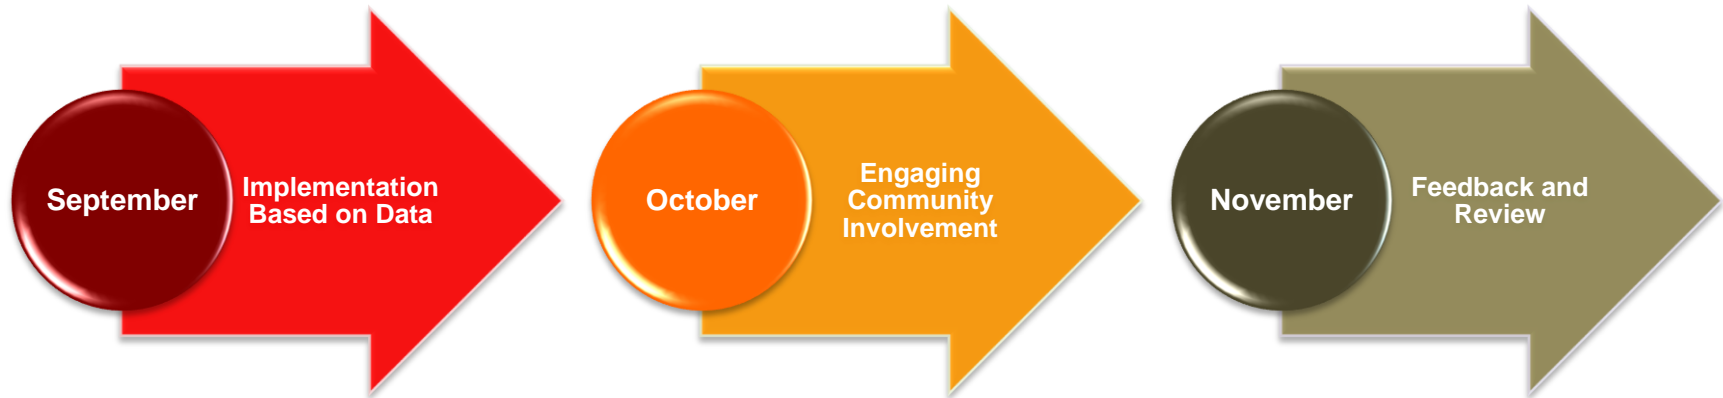 September
Implementation
Based on Data
October
Engaging
Community
Involvement
November
Feedback and
Review